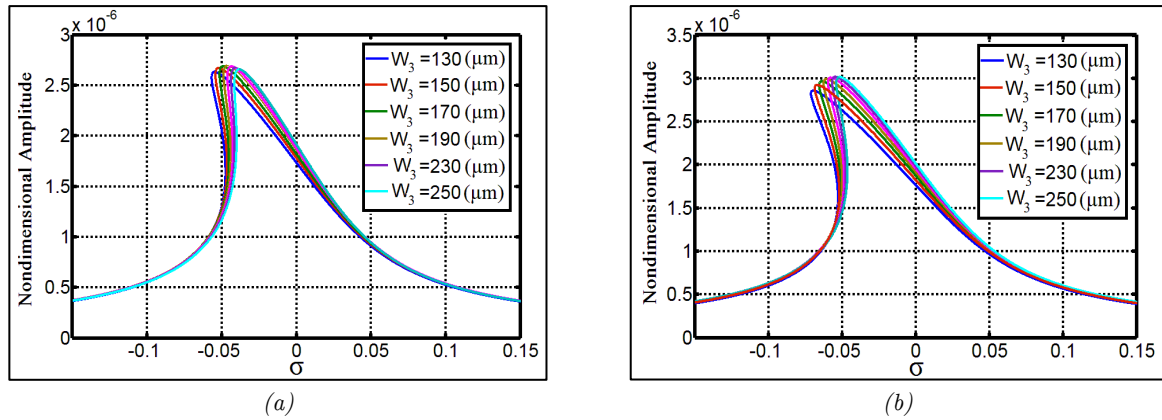 x 10⁻⁶
3
2.5
2
1.5
1
0.5
0
Nondimensional Amplitude
-0.1 -0.05 0 0.05 0.1 0.15
σ
W₃ =130 (µm)
W₃ =150 (µm)
W₃ =170 (µm)
W₃ =190 (µm)
W₃ =230 (µm)
W₃ =250 (µm)
(a)
x 10⁻⁶
3.5
3
2.5
2
1.5
1
0.5
0
Nondimensional Amplitude
-0.1 -0.05 0 0.05 0.1 0.15
σ
W₃ =130 (µm)
W₃ =150 (µm)
W₃ =170 (µm)
W₃ =190 (µm)
W₃ =230 (µm)
W₃ =250 (µm)
(b)